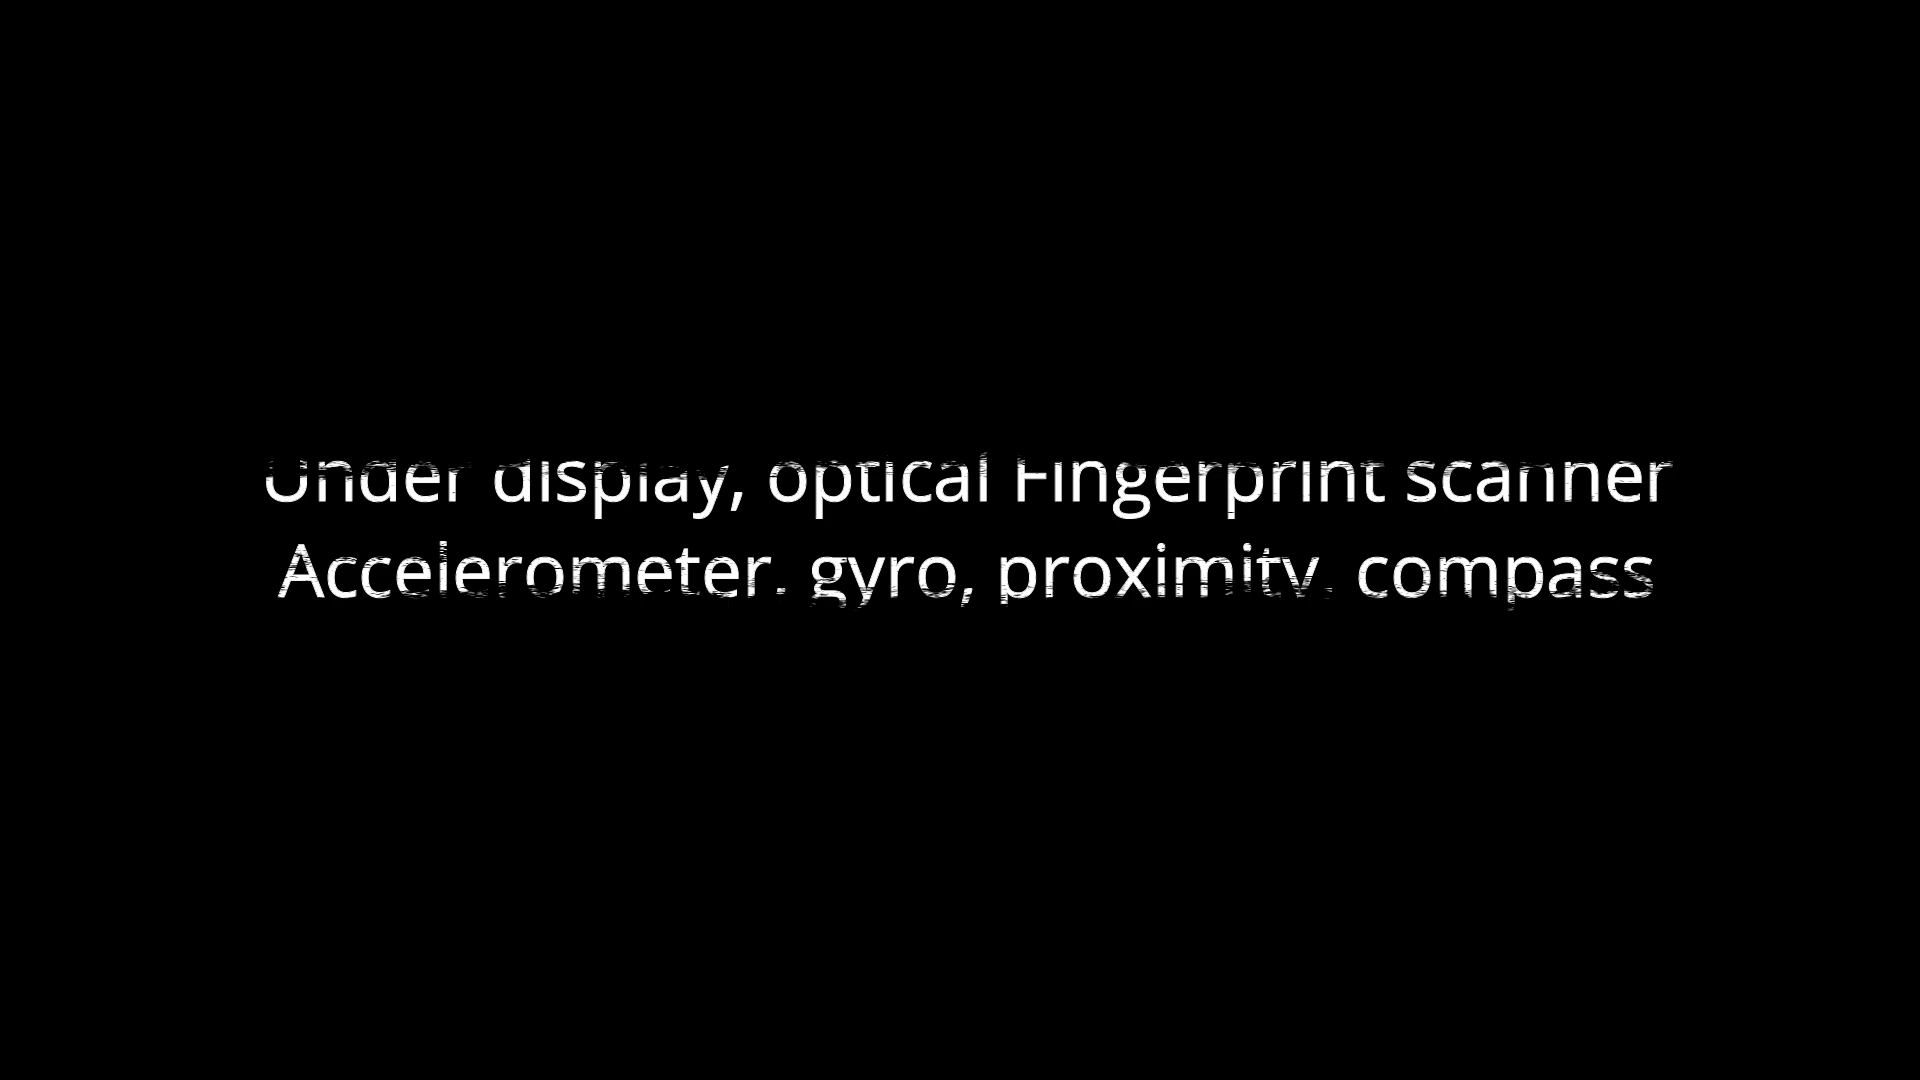 Under display, optical Fingerprint scanner
Accelerometer, gyro, proximity, compass